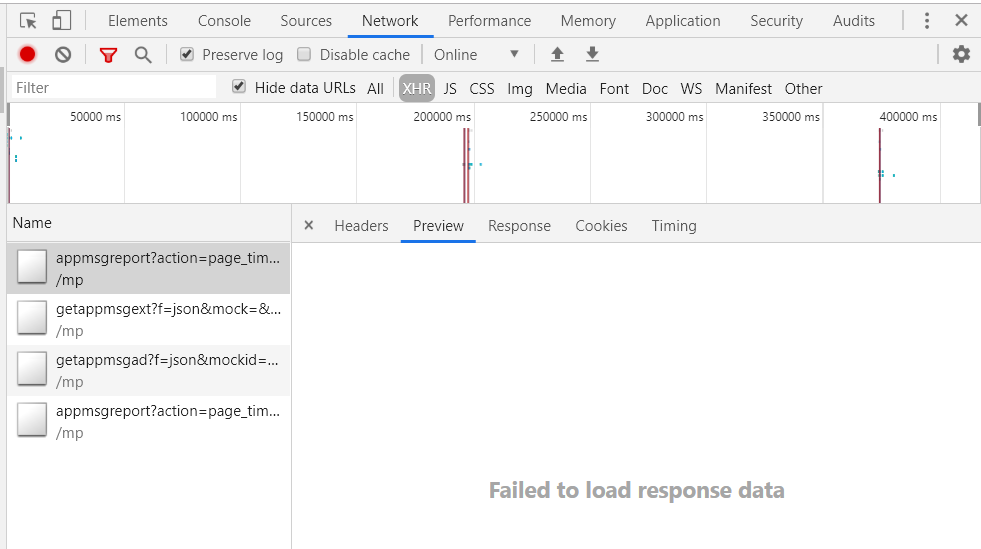 Elements Console Sources Network Performance Memory Application Security Audits
Preserve log Disable cache Online
Filter Hide data URLs All XHR JS CSS Img Media Font Doc WS Manifest Other
50000 ms 100000 ms 150000 ms 200000 ms 250000 ms 300000 ms 350000 ms 400000 ms
Name
Headers Preview Response Cookies Timing
appmsgreport?action=page_tim...
/mp
getappmsgext?f=json&mock=&...
/mp
getappmsgad?f=json&mockid=...
/mp
appmsgreport?action=page_tim...
/mp
Failed to load response data